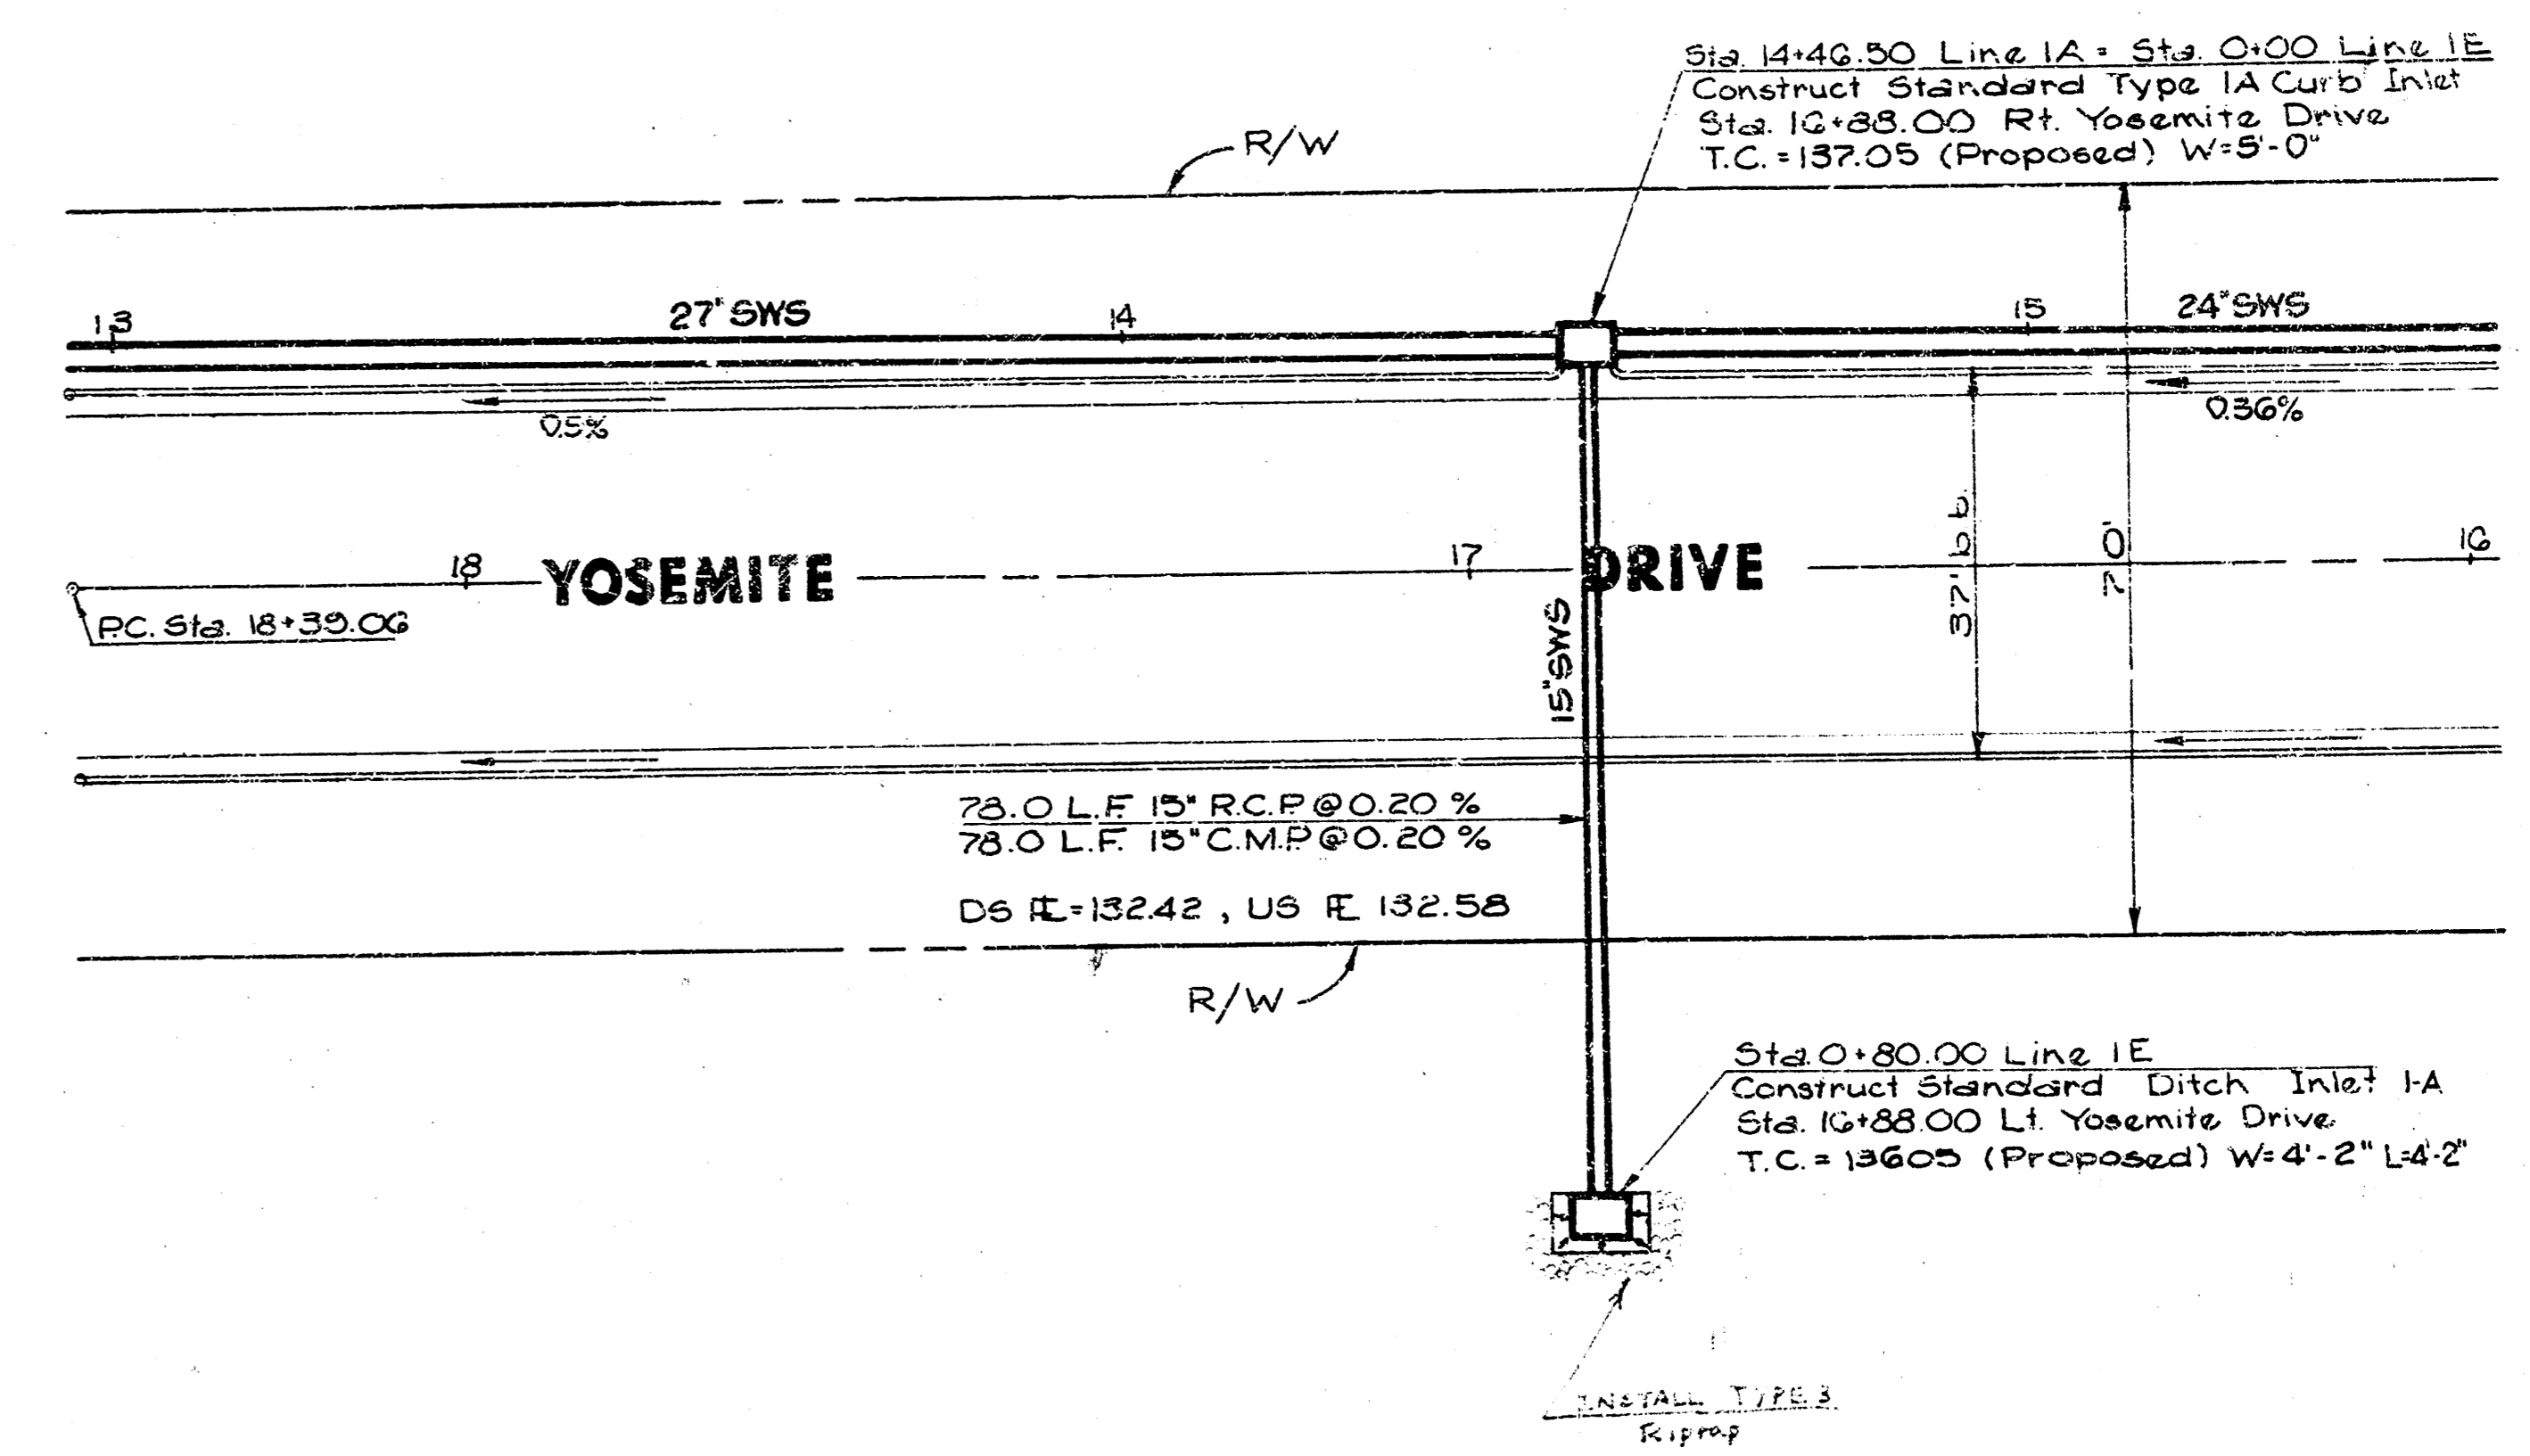 Sta. 14+46.50 Line 1A = Sta. 0+00 Line 1E
Construct Standard Type 1A Curb Inlet
Sta. 16+88.00 Rt. Yosemite Drive
T.C. = 137.05 (Proposed) W=5'-0"
R/W
13
27" SWS
14
15
24" SWS
0.5%
0.36%
18
YOSEMITE
17
DRIVE
16
P.C. Sta. 18+39.06
15" SWS
37' b b.
70'
78.0 L.F. 15" R.C.P. @ 0.20 %
78.0 L.F. 15" C.M.P. @ 0.20 %
DS FL=132.42 , US FL 132.58
R/W
Sta. 0+80.00 Line 1E
Construct Standard Ditch Inlet 1-A
Sta. 16+88.00 Lt. Yosemite Drive
T.C. = 13605 (Proposed) W=4'-2" L=4'-2"
INSTALL TYPE 3
Riprap